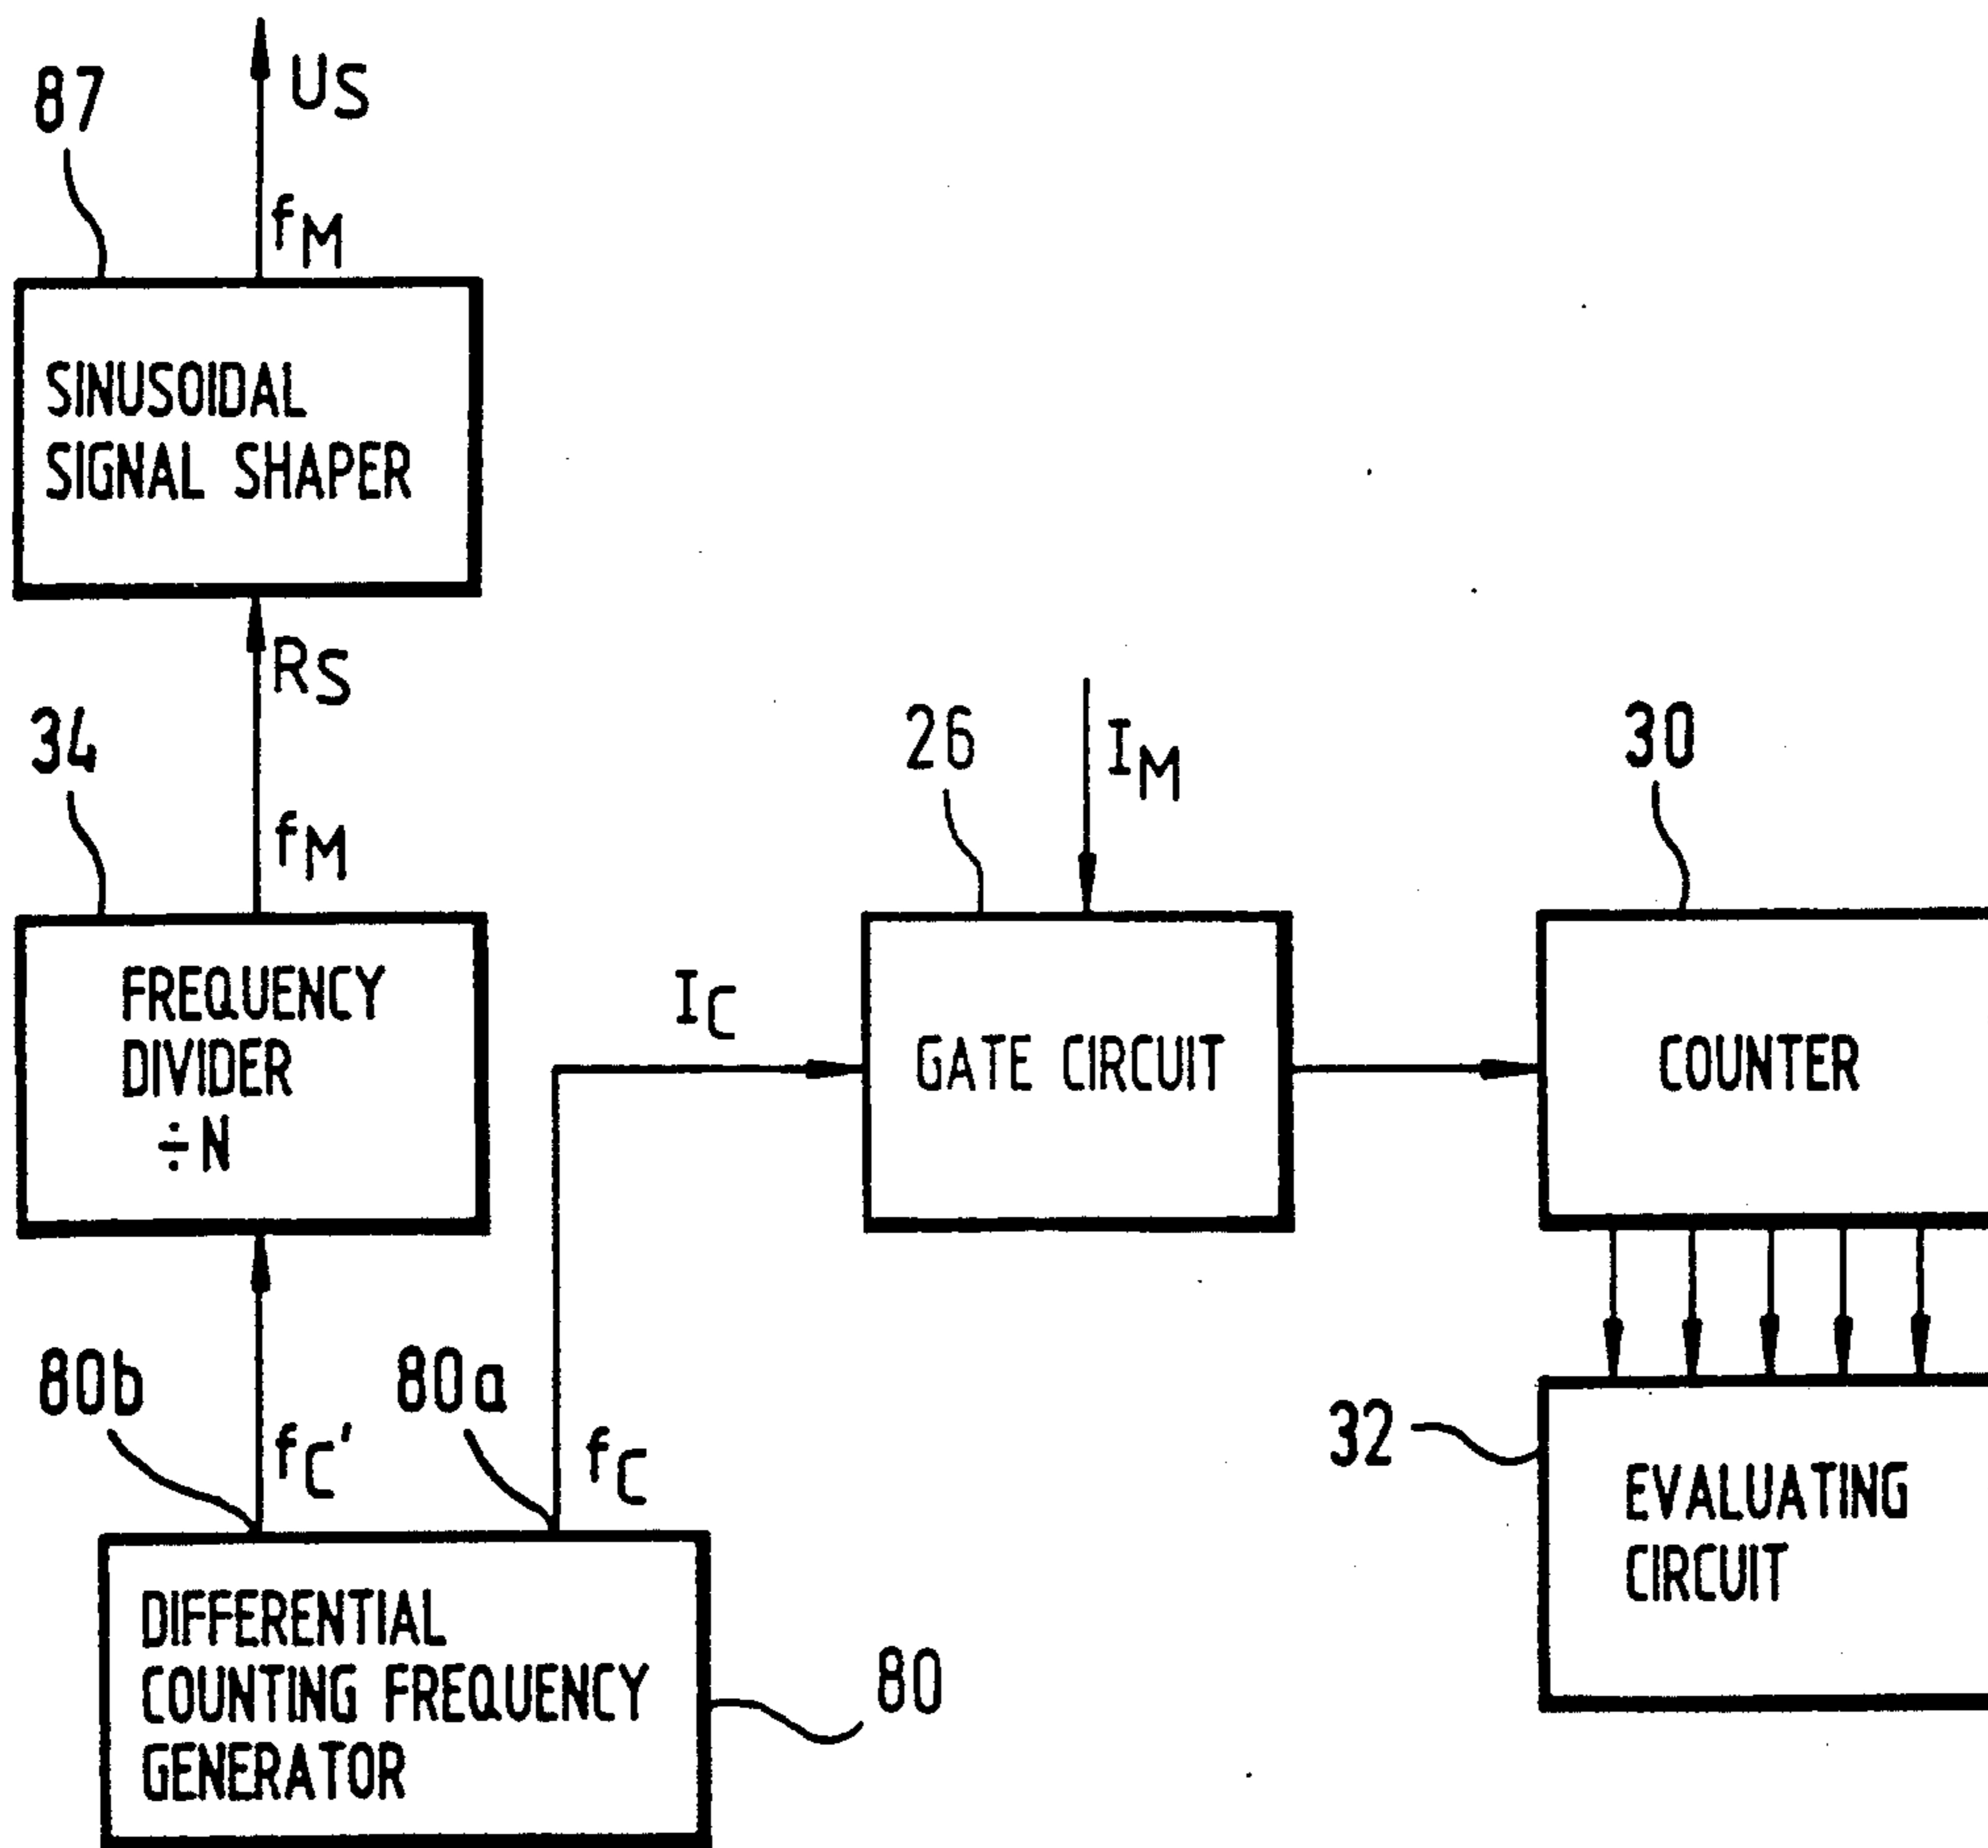 87
US
fM
SINUSOIDAL
SIGNAL SHAPER
RS
34
fM
26
IM
30
FREQUENCY
DIVIDER
÷N
IC
GATE CIRCUIT
COUNTER
80b
80a
fC'
fC
32
EVALUATING
CIRCUIT
DIFFERENTIAL
COUNTING FREQUENCY
GENERATOR
80